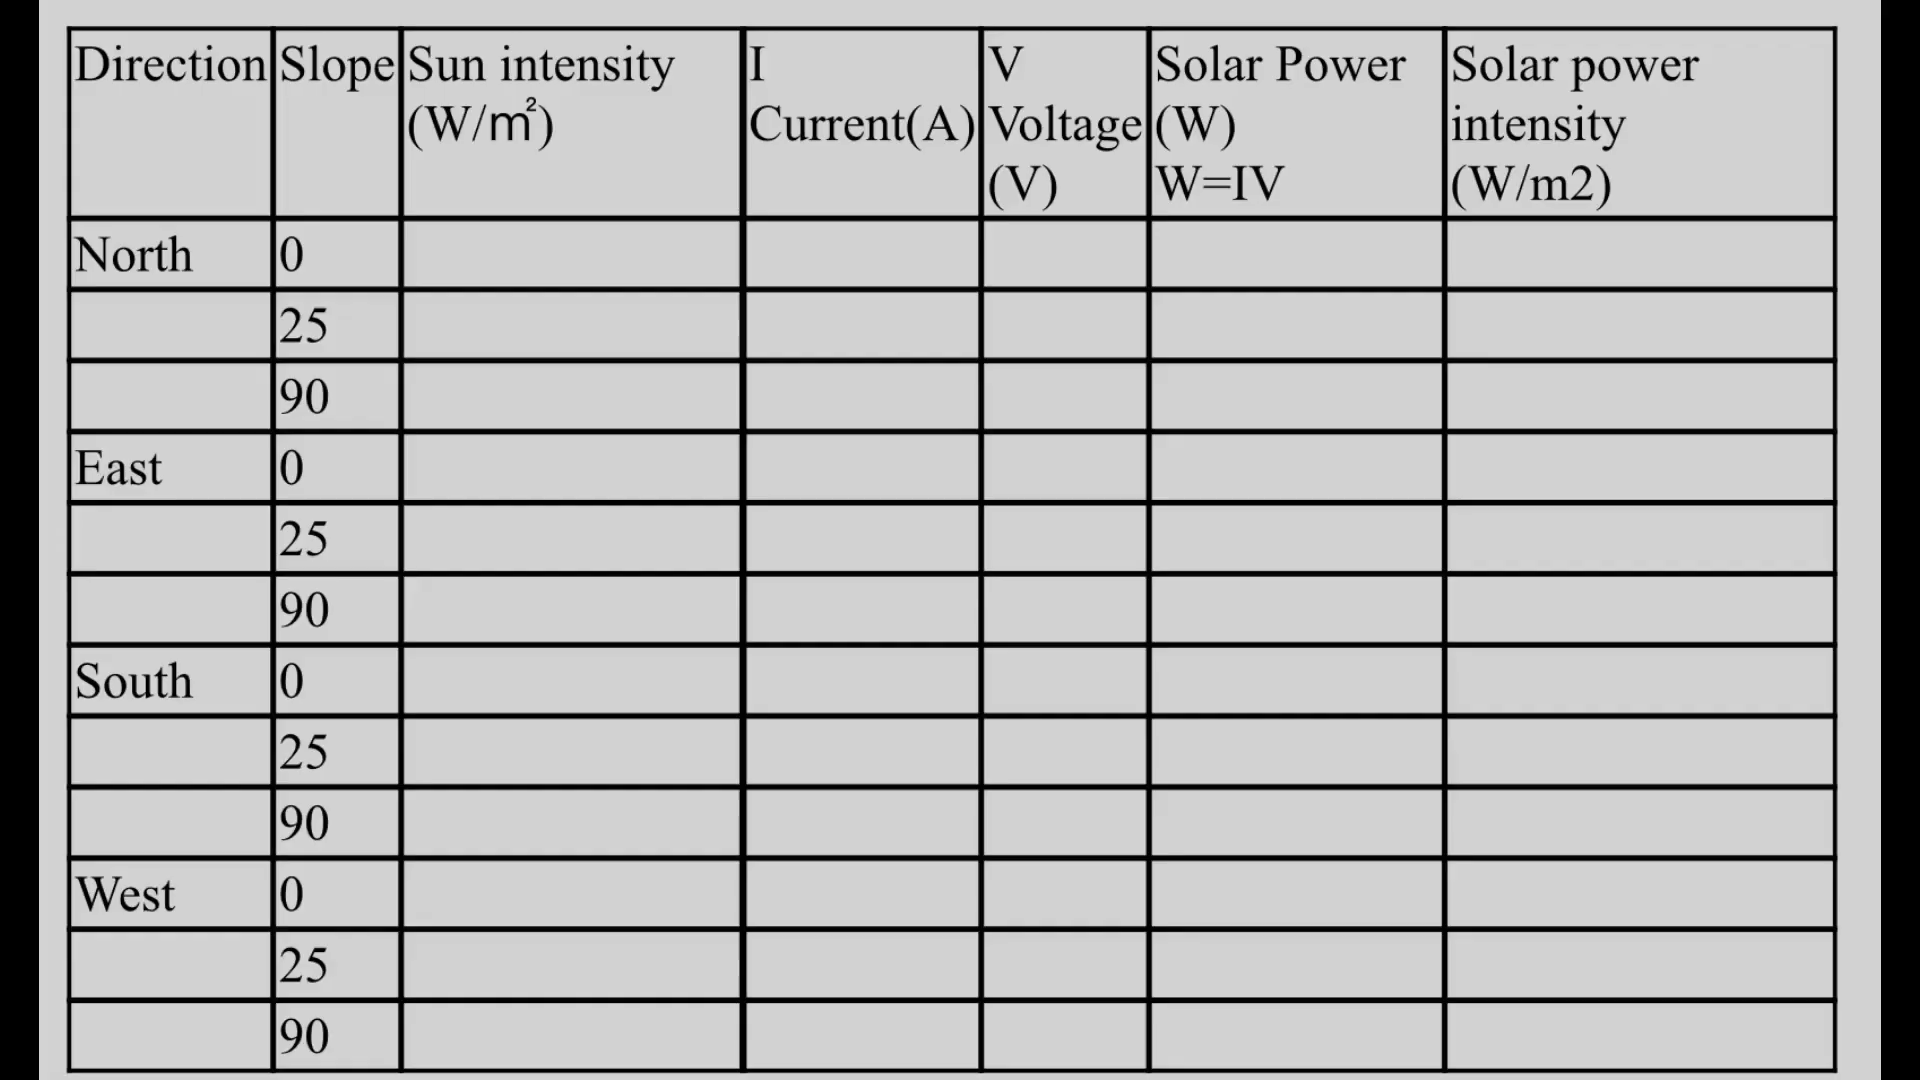 Direction Slope Sun intensity (W/m²) I Current(A) V Voltage (V) Solar Power (W) W=IV Solar power intensity (W/m2)
North 0
25
90
East 0
25
90
South 0
25
90
West 0
25
90